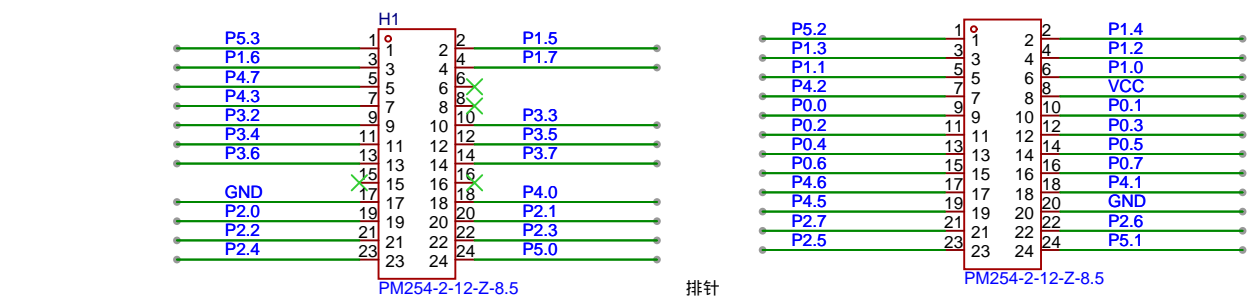 H1
P5.3 1 1 2 2 P1.5
P1.6 3 3 4 4 P1.7
P4.7 5 5 6 6
P4.3 7 7 8 8
P3.2 9 9 10 10 P3.3
P3.4 11 11 12 12 P3.5
P3.6 13 13 14 14 P3.7
15 15 16 16
GND 17 17 18 18 P4.0
P2.0 19 19 20 20 P2.1
P2.2 21 21 22 22 P2.3
P2.4 23 23 24 24 P5.0
PM254-2-12-Z-8.5
排针
P5.2 1 1 2 2 P1.4
P1.3 3 3 4 4 P1.2
P1.1 5 5 6 6 P1.0
P4.2 7 7 8 8 VCC
P0.0 9 9 10 10 P0.1
P0.2 11 11 12 12 P0.3
P0.4 13 13 14 14 P0.5
P0.6 15 15 16 16 P0.7
P4.6 17 17 18 18 P4.1
P4.5 19 19 20 20 GND
P2.7 21 21 22 22 P2.6
P2.5 23 23 24 24 P5.1
PM254-2-12-Z-8.5